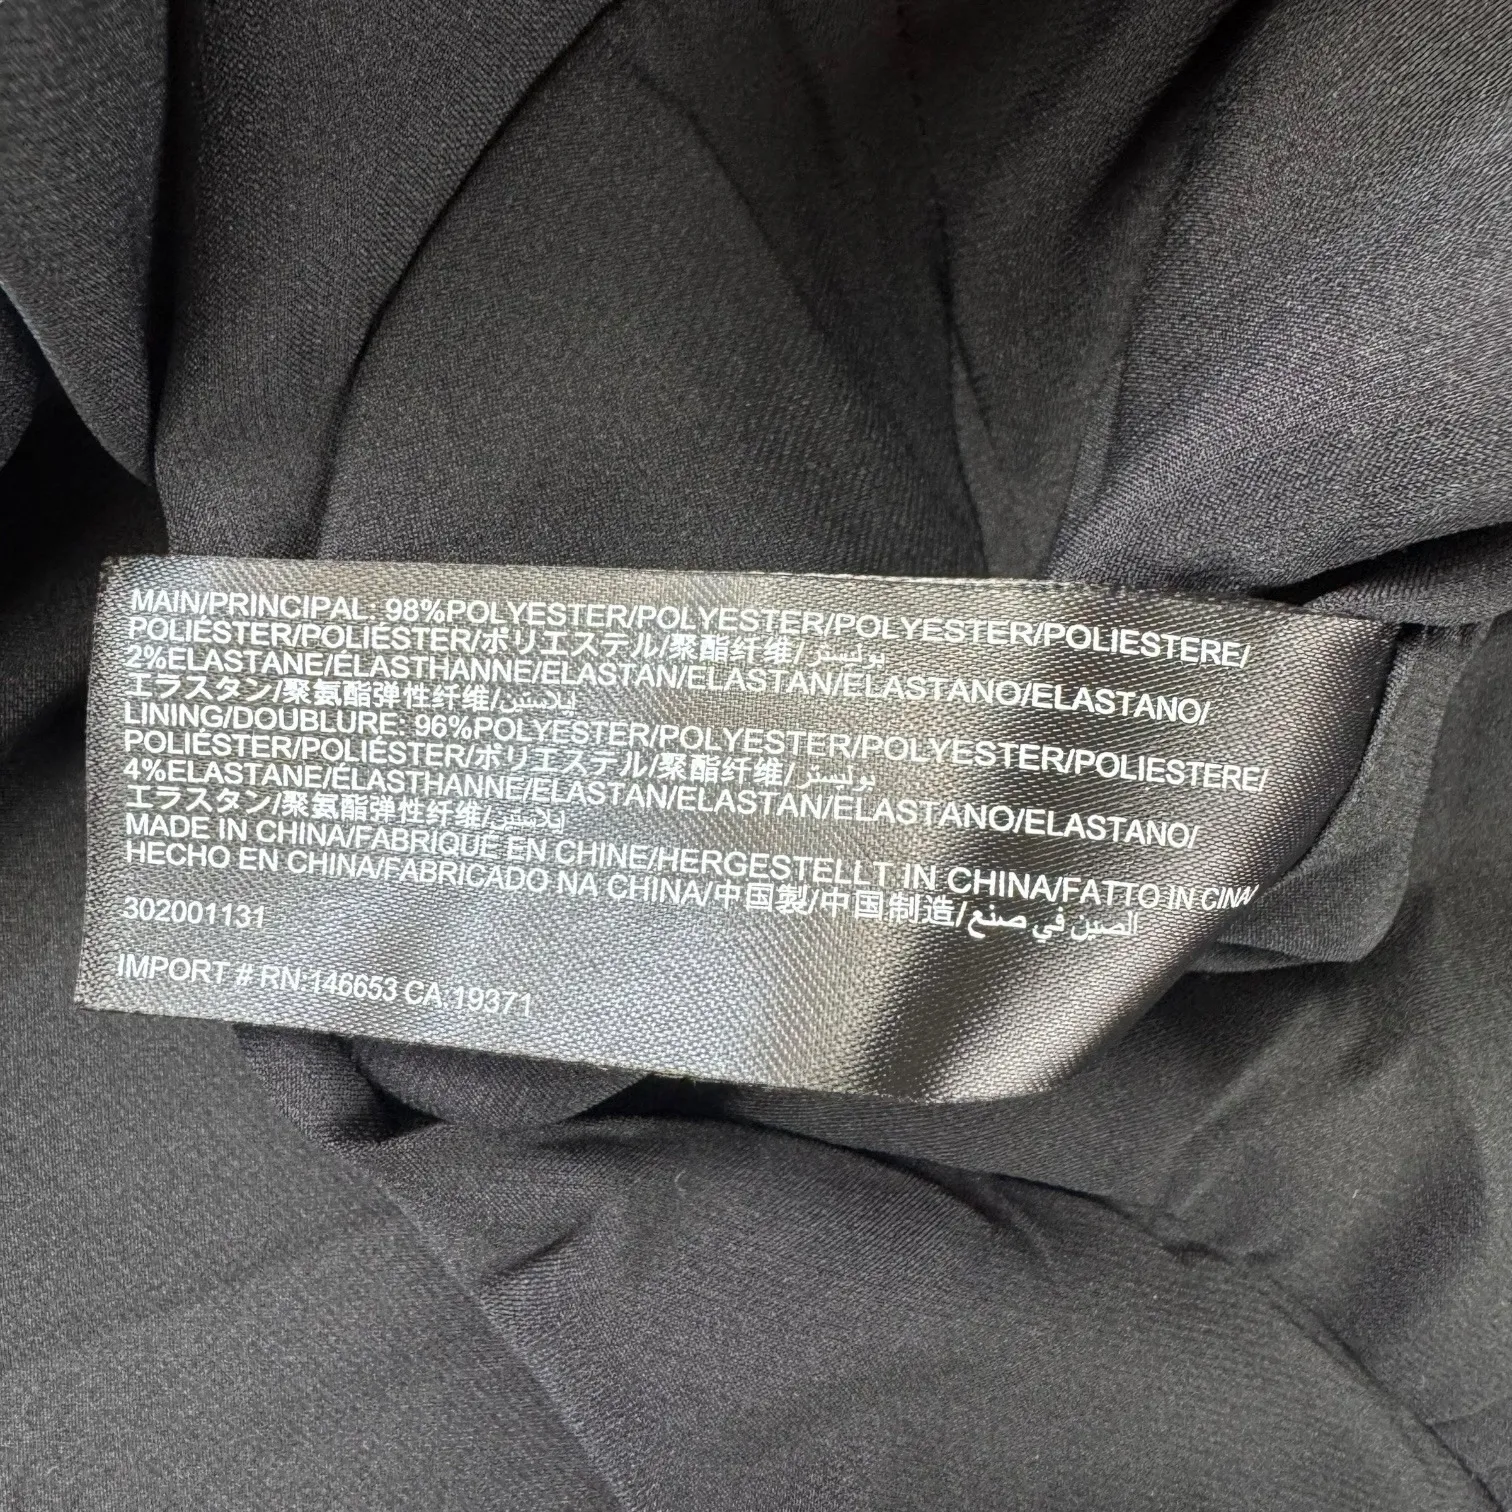 MAIN/PRINCIPAL: 98%POLYESTER/POLYESTER/POLYESTER/POLIESTERE/
POLIÉSTER/POLIÉSTER/ポリエステル/聚酯纤维/بوليستر
2%ELASTANE/ÉLASTHANNE/ELASTAN/ELASTAN/ELASTANO/ELASTANO/
エラスタン/聚氨酯弹性纤维/إيلاستين
LINING/DOUBLURE: 96%POLYESTER/POLYESTER/POLYESTER/POLIESTERE/
POLIÉSTER/POLIÉSTER/ポリエステル/聚酯纤维/بوليستر
4%ELASTANE/ÉLASTHANNE/ELASTAN/ELASTAN/ELASTANO/ELASTANO/
エラスタン/聚氨酯弹性纤维/إيلاستين
MADE IN CHINA/FABRIQUÉ EN CHINE/HERGESTELLT IN CHINA/FATTO IN CINA/
HECHO EN CHINA/FABRICADO NA CHINA/中国製/中国制造/الصين في صنع
302001131
IMPORT # RN:146653 CA 19371